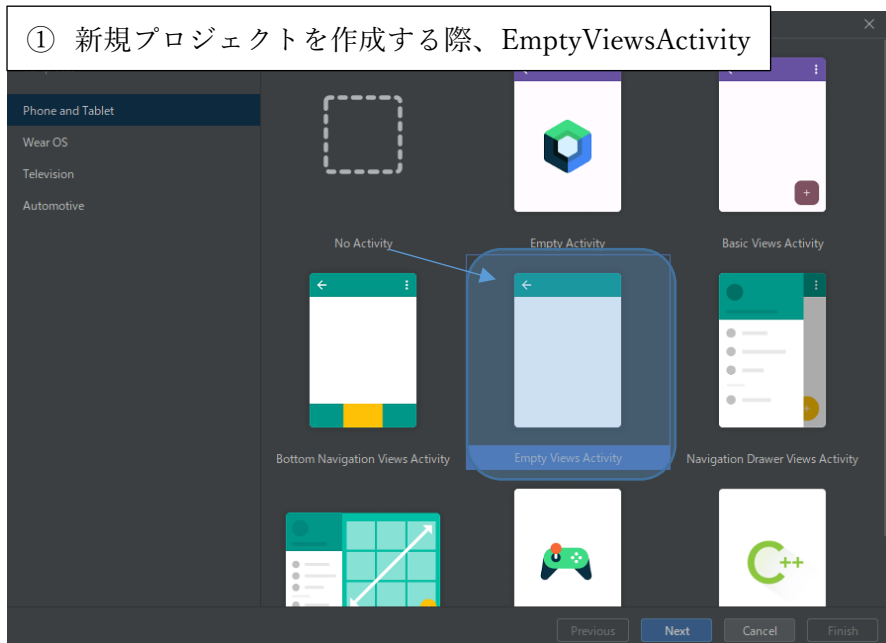 ① 新規プロジェクトを作成する際、EmptyViewsActivity
Phone and Tablet
Wear OS
Television
Automotive
No Activity
Empty Activity
Basic Views Activity
Bottom Navigation Views Activity
Empty Views Activity
Navigation Drawer Views Activity
C++
Previous
Next
Cancel
Finish